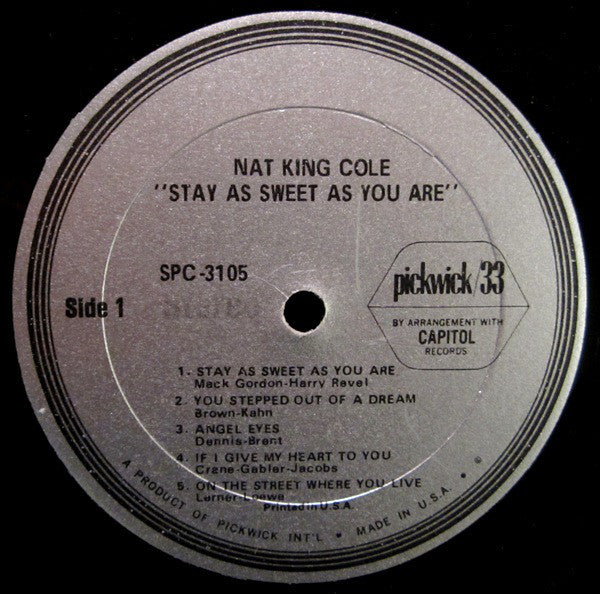 NAT KING COLE
"STAY AS SWEET AS YOU ARE"
SPC-3105
Side 1
Stereo
pickwick/33
BY ARRANGEMENT WITH
CAPITOL
RECORDS
1. STAY AS SWEET AS YOU ARE
Mack Gordon-Harry Revel
2. YOU STEPPED OUT OF A DREAM
Brown-Kahn
3. ANGEL EYES
Dennis-Brent
4. IF I GIVE MY HEART TO YOU
Crane-Gabler-Jacobs
5. ON THE STREET WHERE YOU LIVE
Lerner-Loewe
Printed in U.S.A.
A PRODUCT OF PICKWICK INT'L • MADE IN U.S.A. • ®